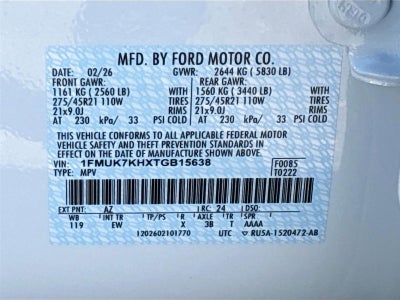 MFD. BY FORD MOTOR CO.
DATE: 02/26 GVWR: 2644 KG ( 5830 LB)
FRONT GAWR: REAR GAWR:
1161 KG ( 2560 LB) 1560 KG ( 3440 LB)
275/45R21 110W TIRES 275/45R21 110W TIRES
21x9.0J RIMS 21x9.0J RIMS
AT 230 kPa/ 33 PSI COLD AT 230 kPa/ 33 PSI COLD
THIS VEHICLE CONFORMS TO ALL APPLICABLE FEDERAL MOTOR
VEHICLE SAFETY AND THEFT PREVENTION STANDARDS IN EFFECT ON
THE DATE OF MANUFACTURE SHOWN ABOVE.
VIN: 1FMUK7KHXTGB15638 F0085
TYPE: MPV T0222
EXT PNT: AZ RC: 24 DSO:
WB INT TR TP/PS R AXLE TR SPR
119 EW X 3B T AAAA
1202602101770 UTC RU5A-1520472-AB